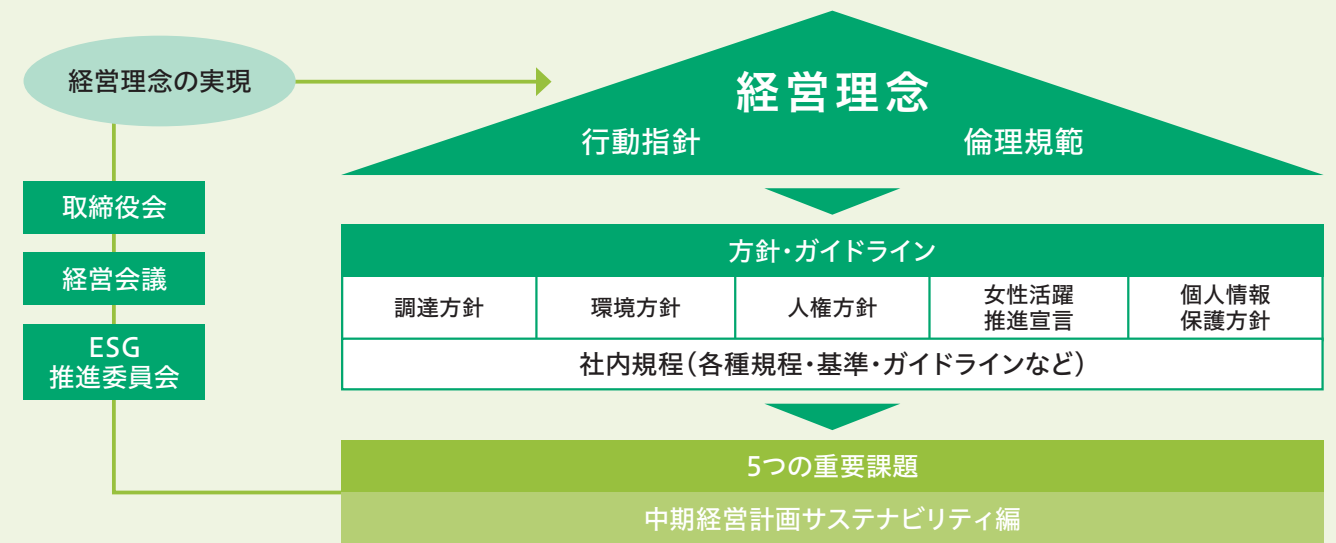 経営理念の実現
取締役会
経営会議
ESG
推進委員会
経営理念
行動指針 倫理規範
方針・ガイドライン
調達方針
環境方針
人権方針
女性活躍
推進宣言
個人情報
保護方針
社内規程（各種規程・基準・ガイドラインなど）
5つの重要課題
中期経営計画サステナビリティ編